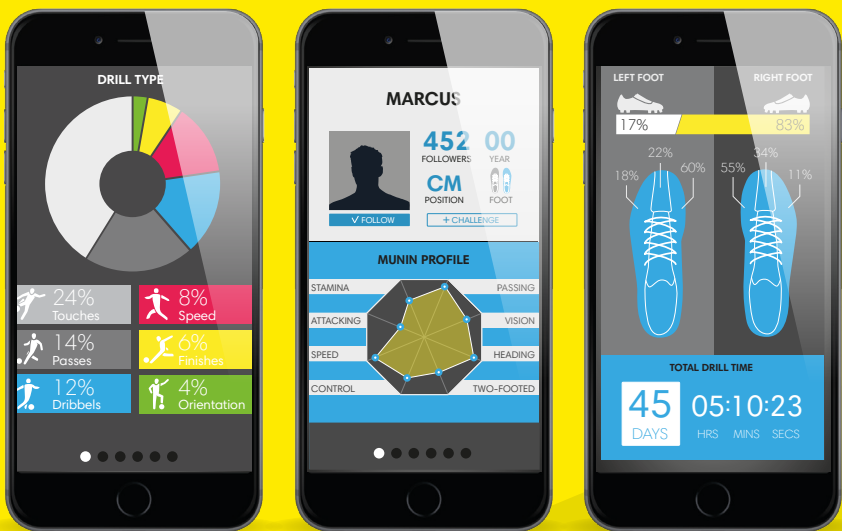 DRILL TYPE
24%
Touches
8%
Speed
14%
Passes
6%
Finishes
12%
Dribbels
4%
Orientation
MARCUS
452
FOLLOWERS
00
YEAR
CM
POSITION
FOOT
✓ FOLLOW
+ CHALLENGE
MUNIN PROFILE
STAMINA
PASSING
ATTACKING
VISION
SPEED
HEADING
CONTROL
TWO-FOOTED
LEFT FOOT
RIGHT FOOT
17%
83%
18%
22%
60%
55%
34%
11%
TOTAL DRILL TIME
45
DAYS
05:10:23
HRS MINS SECS